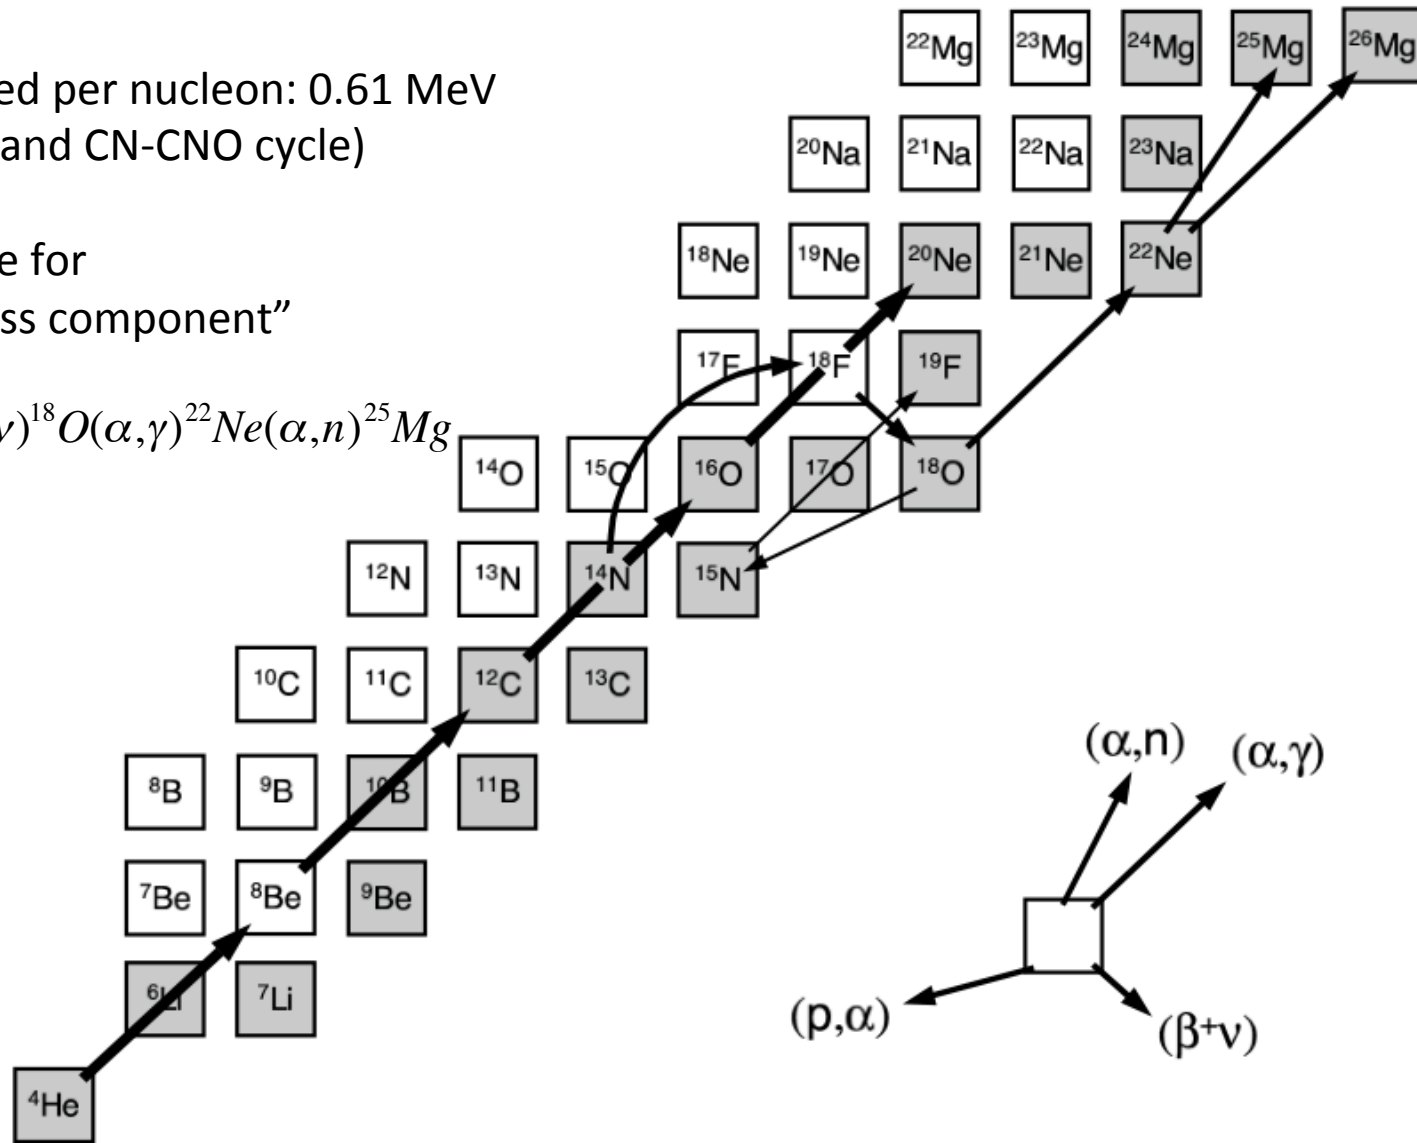 ed per nucleon: 0.61 MeV
and CN-CNO cycle)
e for
ss component”
ν)¹⁸O(α,γ)²²Ne(α,n)²⁵Mg
²²Mg ²³Mg ²⁴Mg ²⁵Mg ²⁶Mg
²⁰Na ²¹Na ²²Na ²³Na
¹⁸Ne ¹⁹Ne ²⁰Ne ²¹Ne ²²Ne
¹⁷F ¹⁸F ¹⁹F
¹⁴O ¹⁵O ¹⁶O ¹⁷O ¹⁸O
¹²N ¹³N ¹⁴N ¹⁵N
¹⁰C ¹¹C ¹²C ¹³C
⁸B ⁹B ¹⁰B ¹¹B
⁷Be ⁸Be ⁹Be
⁶Li ⁷Li
⁴He
(α,n) (α,γ)
(p,α) (β⁺ν)